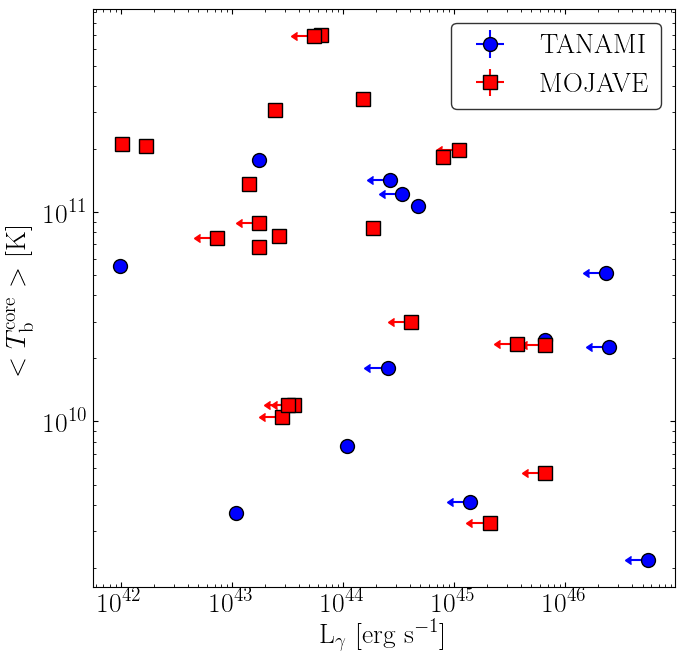 TANAMI
MOJAVE
10^11
10^10
< T_b^core > [K]
10^42 10^43 10^44 10^45 10^46
L_γ [erg s^−1]